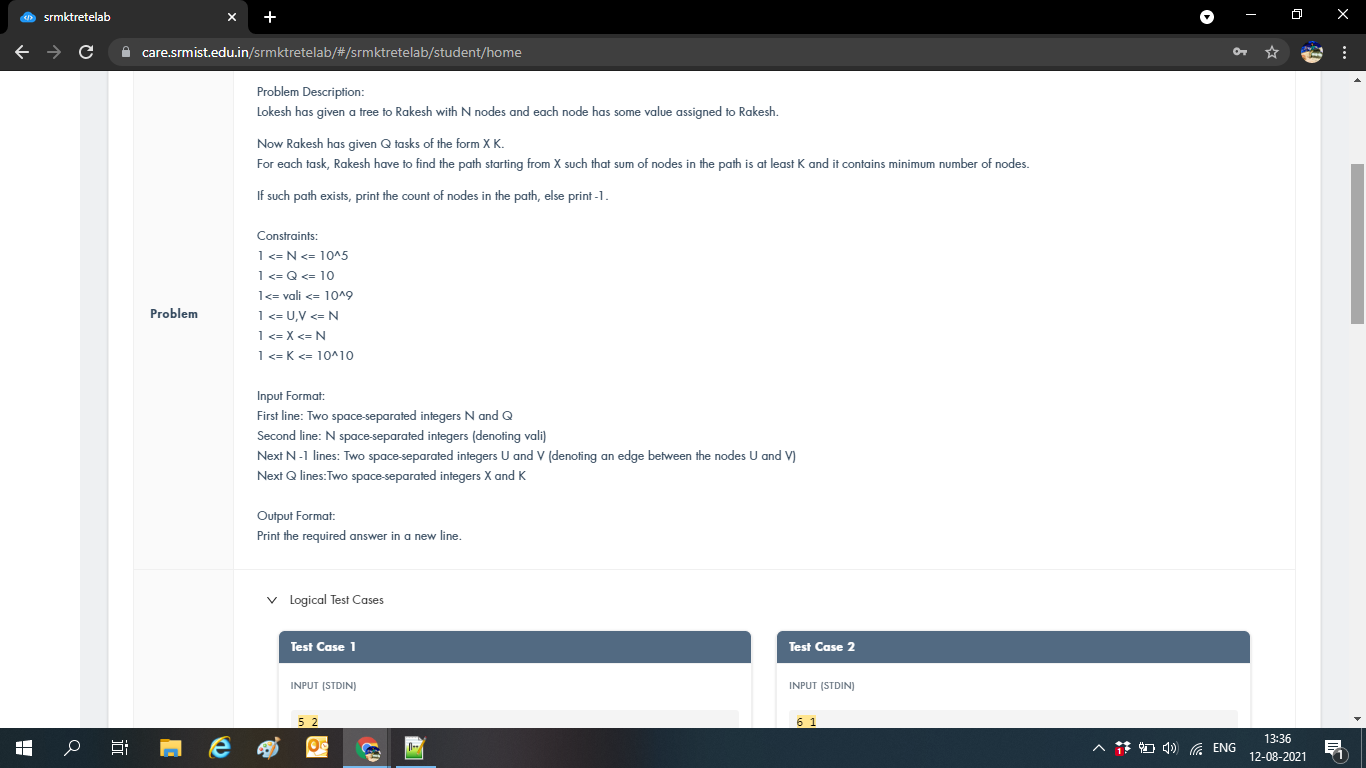 srmktretelab
care.srmist.edu.in/srmktretelab/#/srmktretelab/student/home
Problem Description:
Lokesh has given a tree to Rakesh with N nodes and each node has some value assigned to Rakesh.
Now Rakesh has given Q tasks of the form X K.
For each task, Rakesh have to find the path starting from X such that sum of nodes in the path is at least K and it contains minimum number of nodes.
If such path exists, print the count of nodes in the path, else print -1.
Constraints:
1 <= N <= 10^5
1 <= Q <= 10
1<= vali <= 10^9
Problem
1 <= U,V <= N
1 <= X <= N
1 <= K <= 10^10
Input Format:
First line: Two space-separated integers N and Q
Second line: N space-separated integers (denoting vali)
Next N -1 lines: Two space-separated integers U and V (denoting an edge between the nodes U and V)
Next Q lines:Two space-separated integers X and K
Output Format:
Print the required answer in a new line.
Logical Test Cases
Test Case 1
INPUT (STDIN)
5 2
Test Case 2
INPUT (STDIN)
6 1
ENG
13:36
12-08-2021
1
1